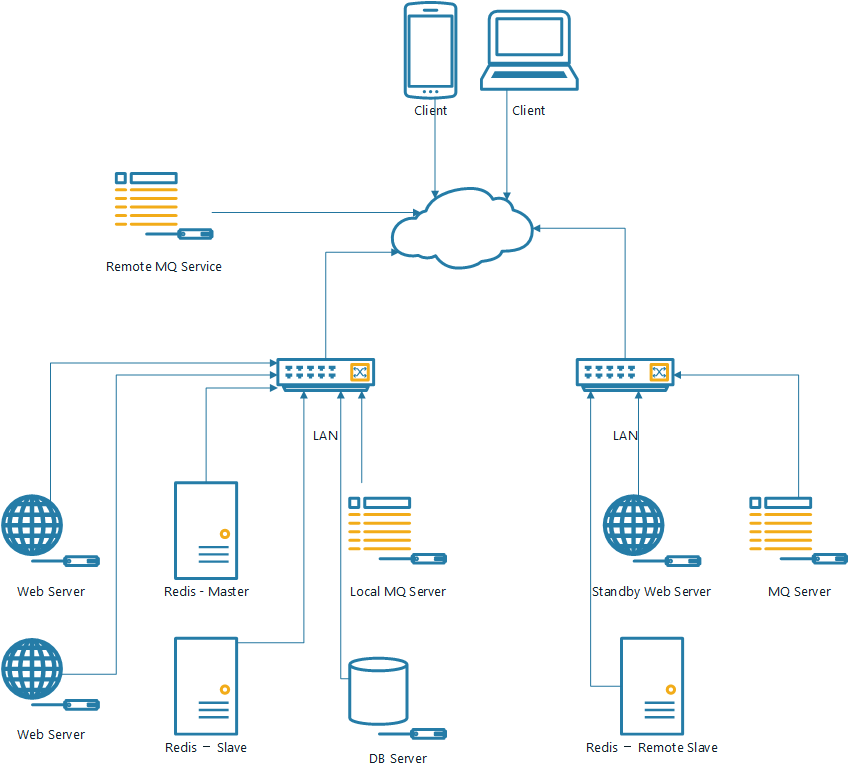 Client
Client
Remote MQ Service
LAN
LAN
Web Server
Redis - Master
Local MQ Server
Standby Web Server
MQ Server
Web Server
Redis － Slave
DB Server
Redis － Remote Slave